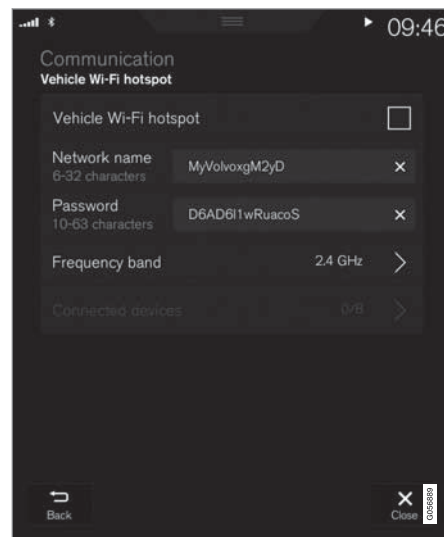 09:46
Communication
Vehicle Wi-Fi hotspot
Vehicle Wi-Fi hotspot
Network name
6-32 characters
MyVolvoxgM2yD
Password
10-63 characters
D6AD6I1wRuacoS
Frequency band
2.4 GHz
Connected devices
0/8
Back
Close
G056889